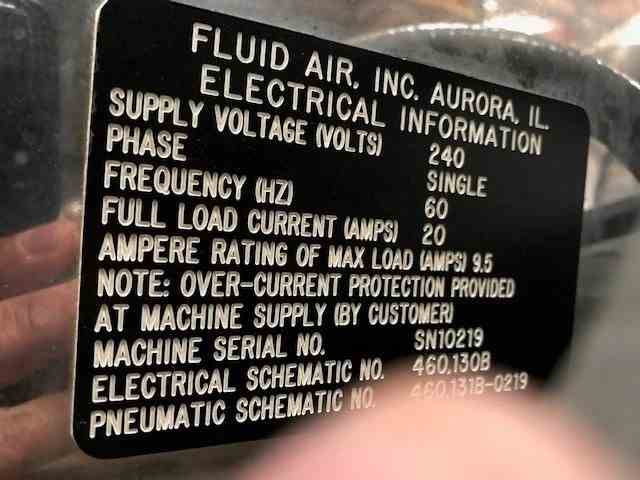 FLUID AIR, INC. AURORA, IL.
ELECTRICAL INFORMATION
SUPPLY VOLTAGE (VOLTS) 240
PHASE SINGLE
FREQUENCY (HZ) 60
FULL LOAD CURRENT (AMPS) 20
AMPERE RATING OF MAX LOAD (AMPS) 9.5
NOTE: OVER-CURRENT PROTECTION PROVIDED
AT MACHINE SUPPLY (BY CUSTOMER)
MACHINE SERIAL NO. SN10219
ELECTRICAL SCHEMATIC NO. 460,130B
PNEUMATIC SCHEMATIC NO. 460,131B-0219